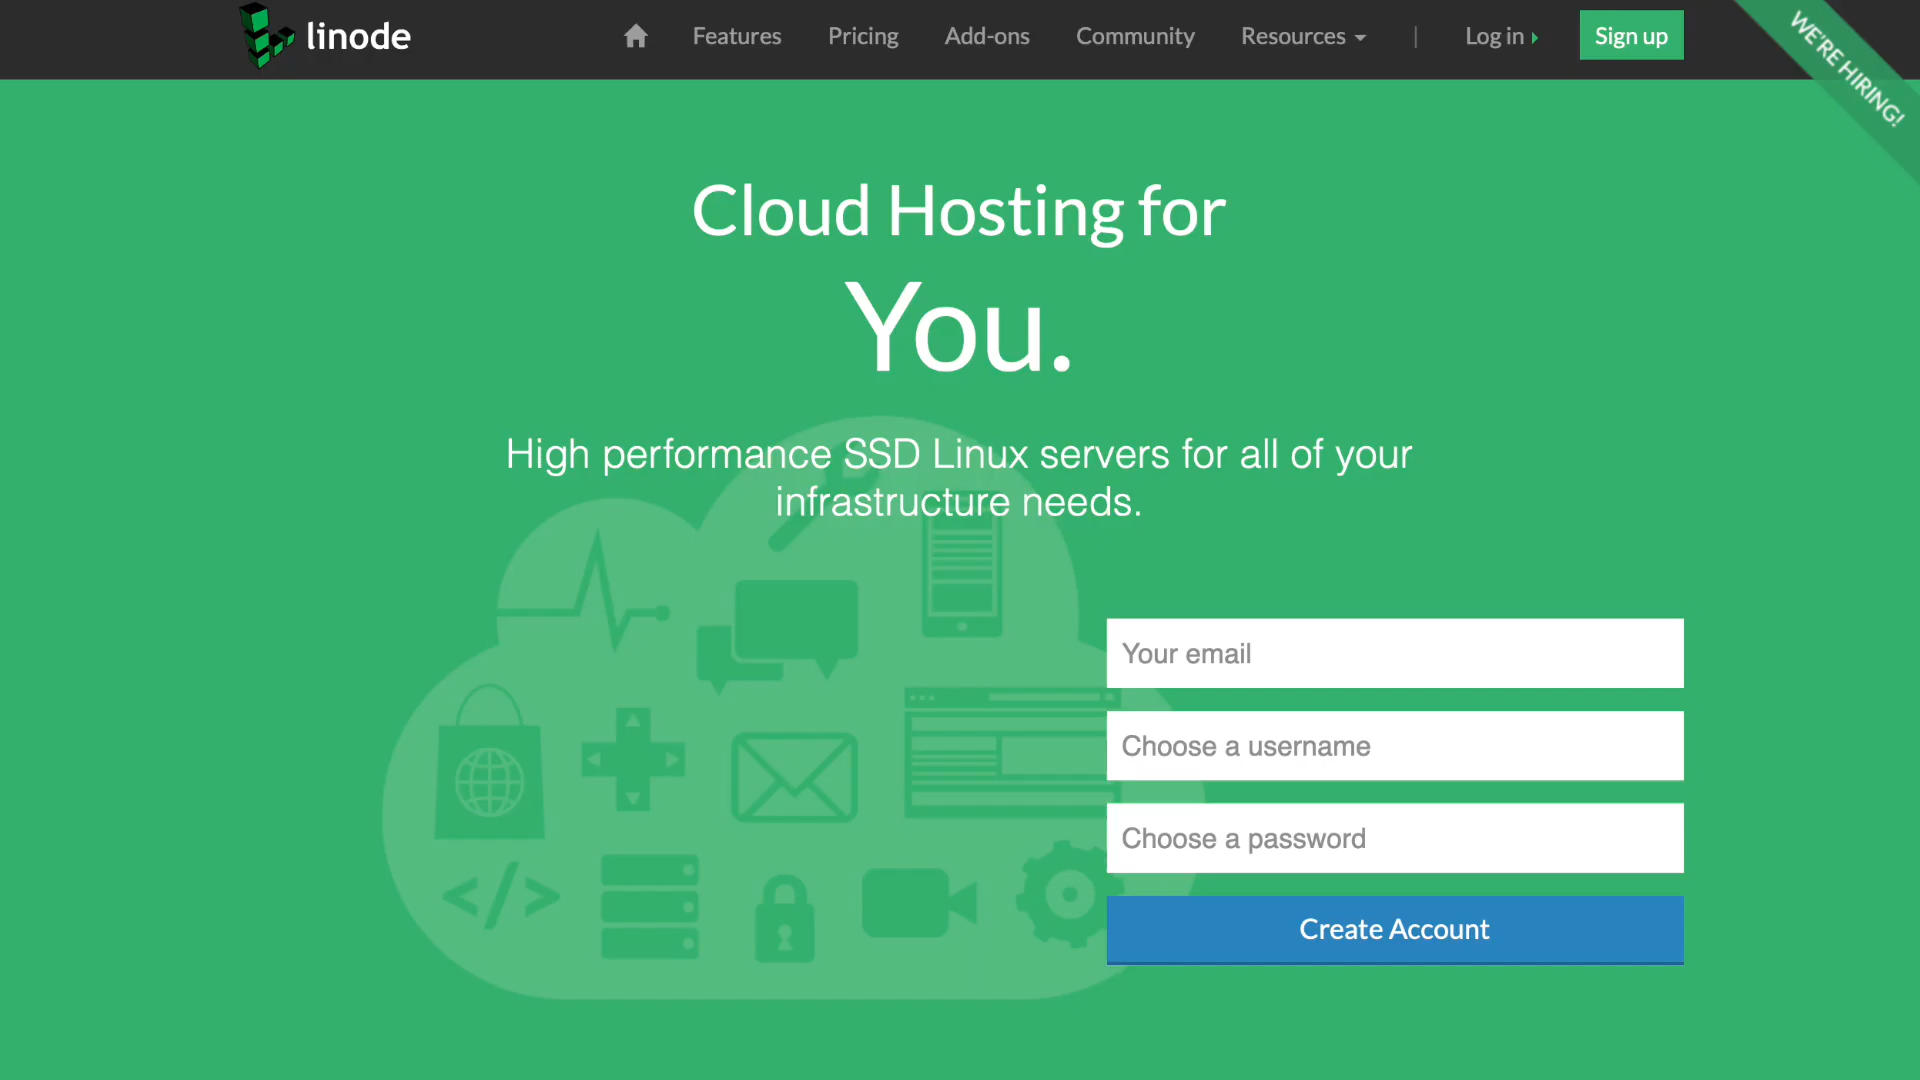 linode
Features
Pricing
Add-ons
Community
Resources
|
Log in
Sign up
WE'RE HIRING!
Cloud Hosting for
You.
High performance SSD Linux servers for all of your
infrastructure needs.
Your email
Choose a username
Choose a password
Create Account